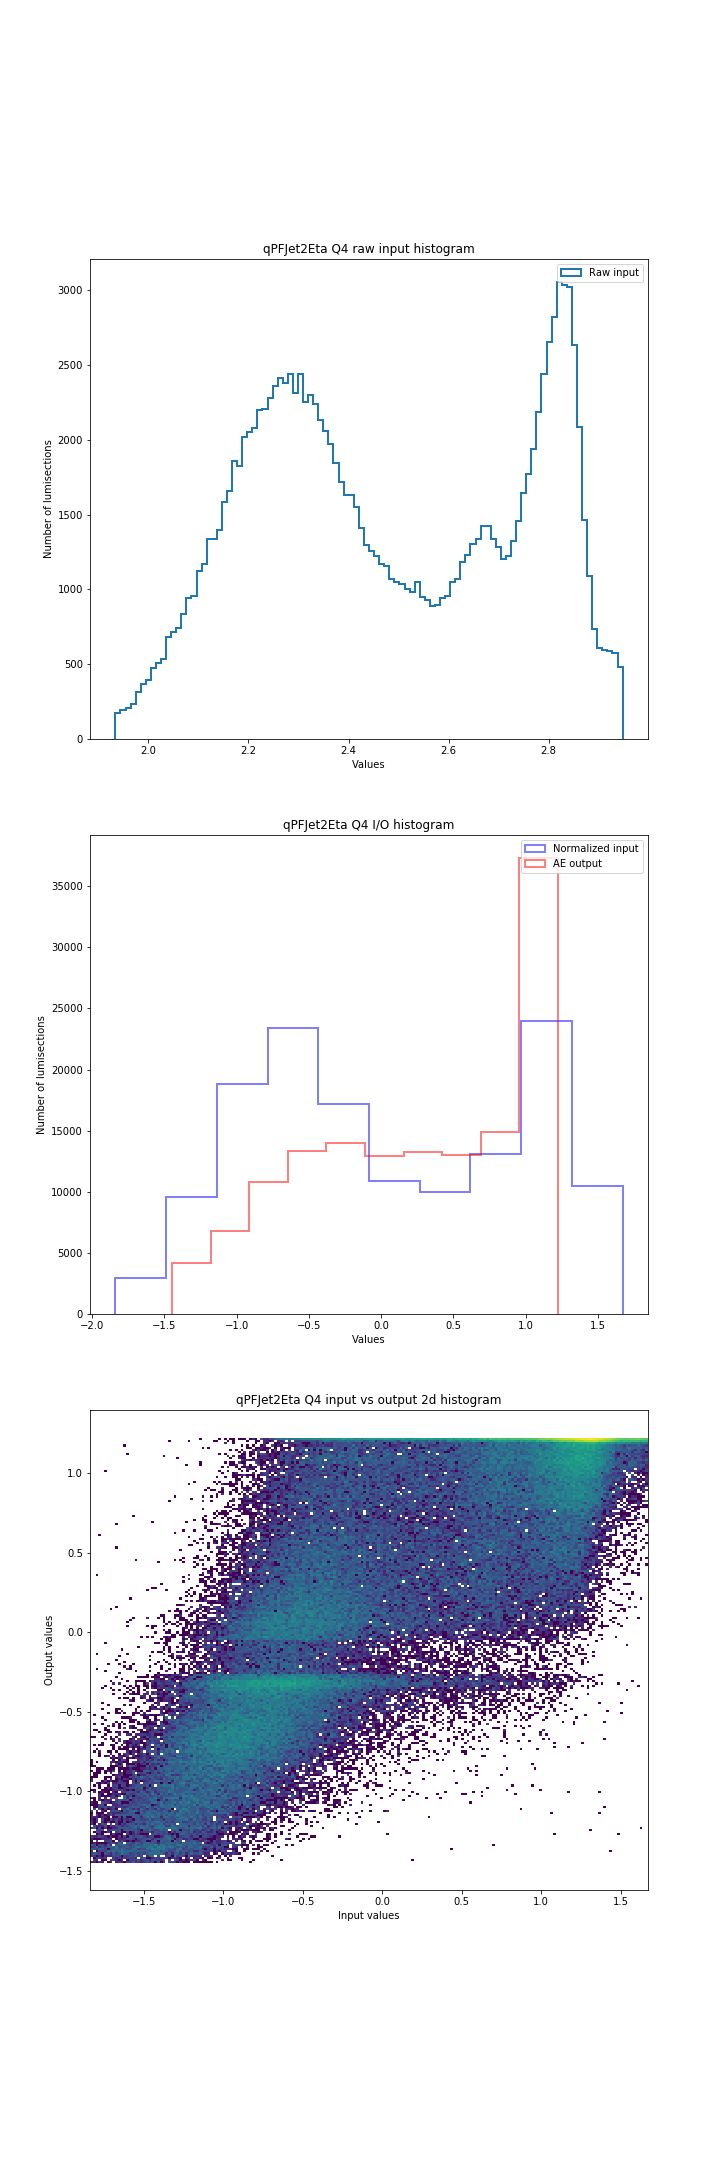 qPFJet2Eta Q4 raw input histogram
Raw input
3000
2500
2000
1500
1000
500
0
Number of lumisections
2.0 2.2 2.4 2.6 2.8
Values
qPFJet2Eta Q4 I/O histogram
Normalized input
AE output
35000
30000
25000
20000
15000
10000
5000
0
Number of lumisections
−2.0 −1.5 −1.0 −0.5 0.0 0.5 1.0 1.5
Values
qPFJet2Eta Q4 input vs output 2d histogram
1.0
0.5
0.0
−0.5
−1.0
−1.5
Output values
−1.5 −1.0 −0.5 0.0 0.5 1.0 1.5
Input values